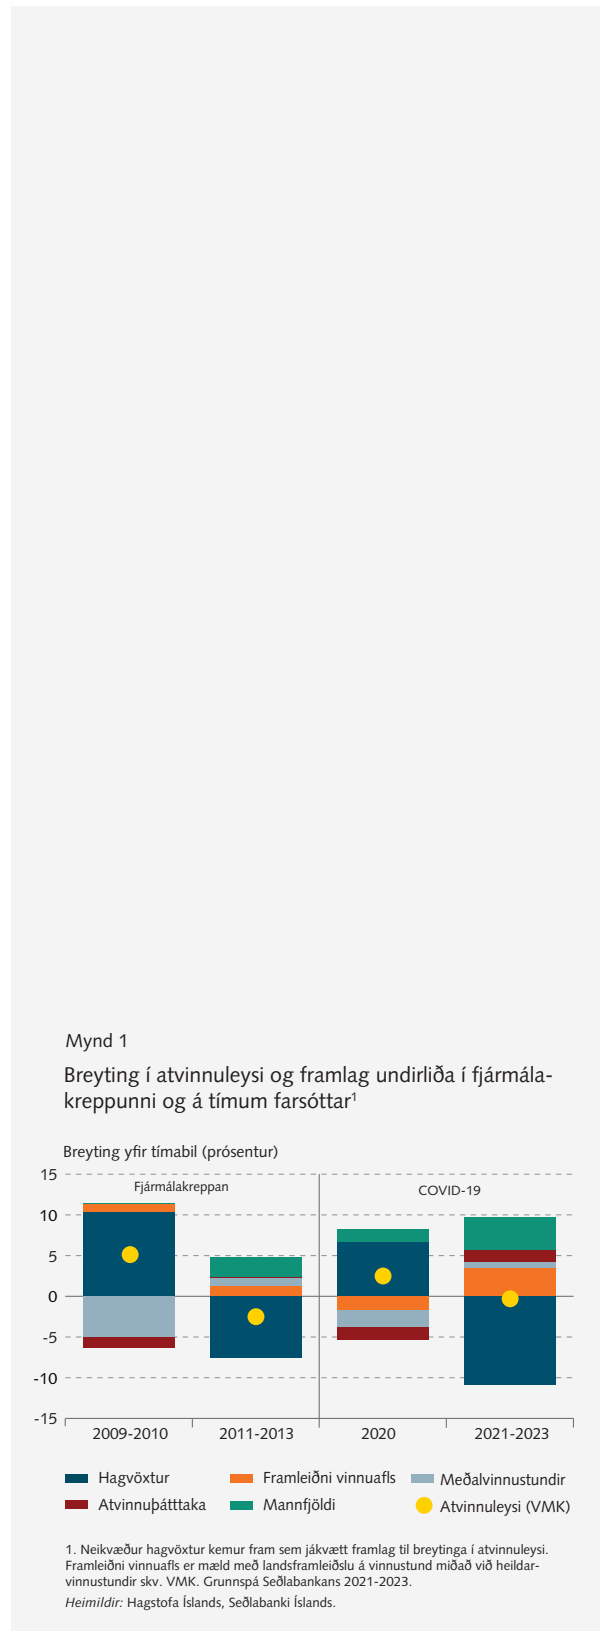 Mynd 1
Breyting í atvinnuleysi og framlag undirliða í fjármála-
kreppunni og á tímum farsóttar¹
Breyting yfir tímabil (prósentur)
15
10
5
0
-5
-10
-15
Fjármálakreppan
COVID-19
2009-2010
2011-2013
2020
2021-2023
Hagvöxtur
Framleiðni vinnuafls
Meðalvinnustundir
Atvinnuþátttaka
Mannfjöldi
Atvinnuleysi (VMK)
1. Neikvæður hagvöxtur kemur fram sem jákvætt framlag til breytinga í atvinnuleysi.
Framleiðni vinnuafls er mæld með landsframleiðslu á vinnustund miðað við heildar-
vinnustundir skv. VMK. Grunnspá Seðlabankans 2021-2023.
Heimildir: Hagstofa Íslands, Seðlabanki Íslands.